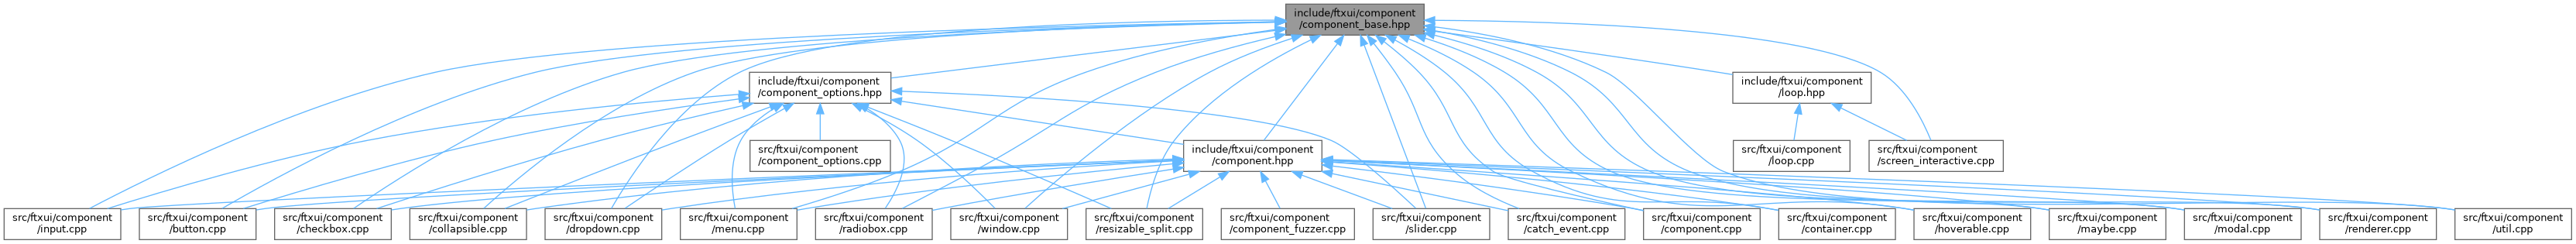 include/ftxui/component
/component_base.hpp
include/ftxui/component
/component_options.hpp
include/ftxui/component
/loop.hpp
src/ftxui/component
/component_options.cpp
include/ftxui/component
/component.hpp
src/ftxui/component
/loop.cpp
src/ftxui/component
/screen_interactive.cpp
src/ftxui/component
/input.cpp
src/ftxui/component
/button.cpp
src/ftxui/component
/checkbox.cpp
src/ftxui/component
/collapsible.cpp
src/ftxui/component
/dropdown.cpp
src/ftxui/component
/menu.cpp
src/ftxui/component
/radiobox.cpp
src/ftxui/component
/window.cpp
src/ftxui/component
/resizable_split.cpp
src/ftxui/component
/component_fuzzer.cpp
src/ftxui/component
/slider.cpp
src/ftxui/component
/catch_event.cpp
src/ftxui/component
/component.cpp
src/ftxui/component
/container.cpp
src/ftxui/component
/hoverable.cpp
src/ftxui/component
/maybe.cpp
src/ftxui/component
/modal.cpp
src/ftxui/component
/renderer.cpp
src/ftxui/component
/util.cpp